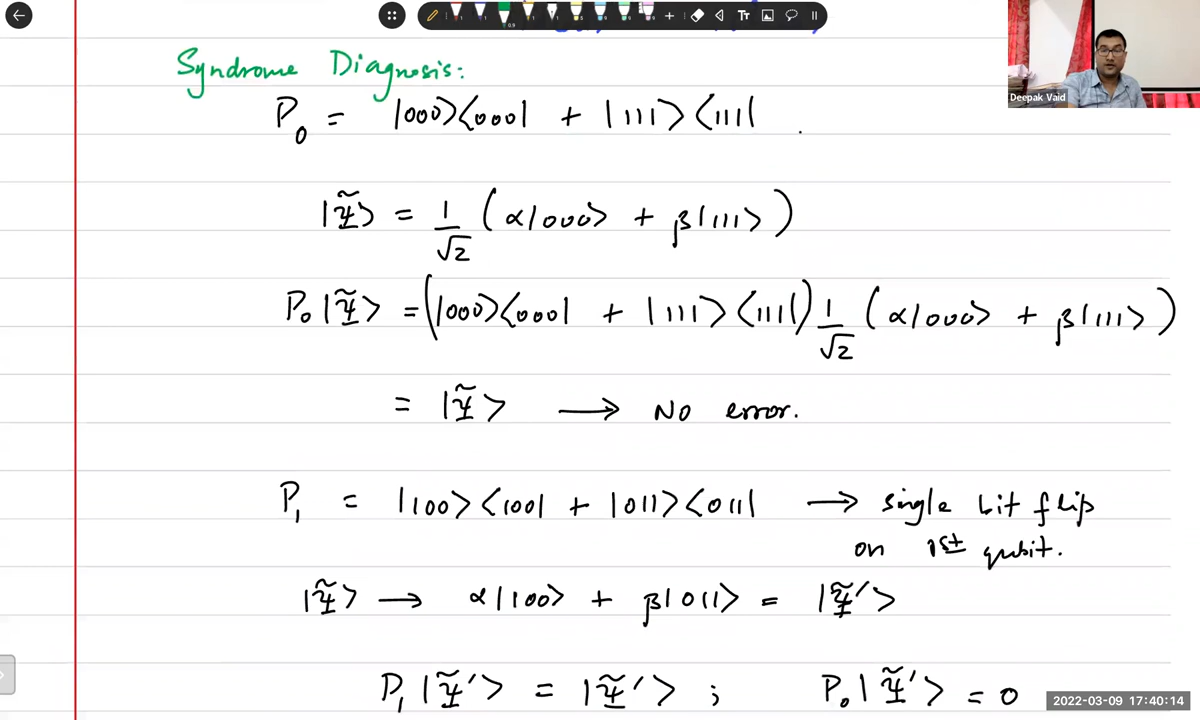 Deepak Vaid
Syndrome Diagnosis:
P₀ = |000⟩⟨000| + |111⟩⟨111| .
|Ψ̃⟩ = 1/√2 (α|000⟩ + β|111⟩)
P₀|Ψ̃⟩ = (|000⟩⟨000| + |111⟩⟨111|) 1/√2 (α|000⟩ + β|111⟩)
= |Ψ̃⟩ → No error.
P₁ = |100⟩⟨100| + |011⟩⟨011| → single bit flip
on 1st qubit.
|Ψ̃⟩ → α|100⟩ + β|011⟩ = |Ψ̃′⟩
P₁|Ψ̃′⟩ = |Ψ̃′⟩ ; P₀|Ψ̃′⟩ = 0
2022-03-09 17:40:14